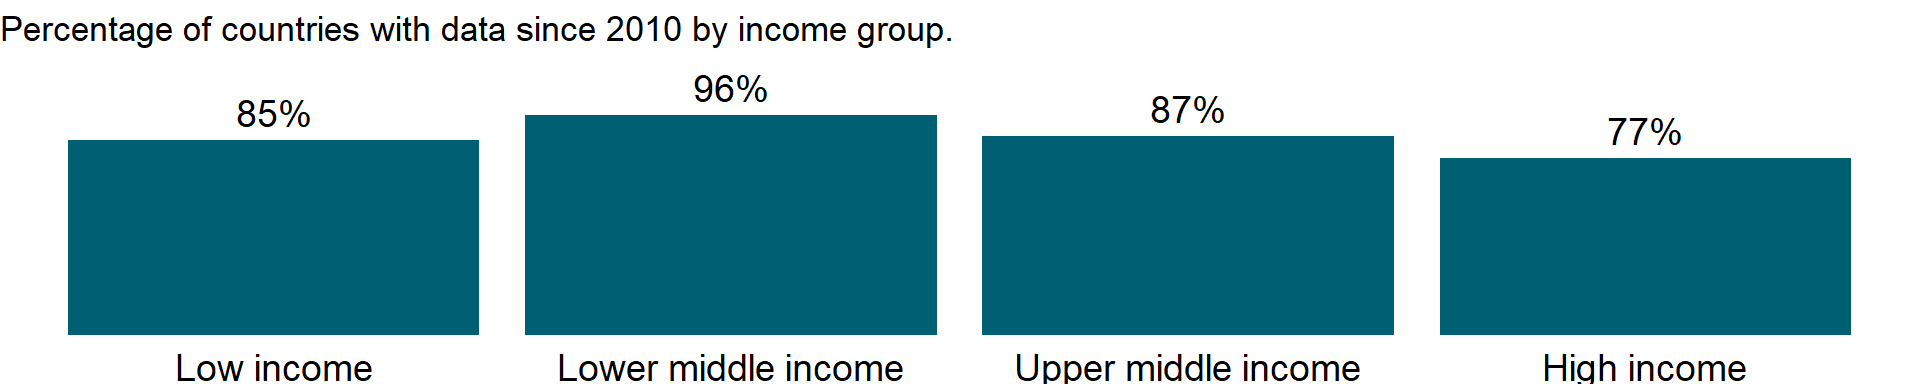 Percentage of countries with data since 2010 by income group.
85%
96%
87%
77%
Low income
Lower middle income
Upper middle income
High income